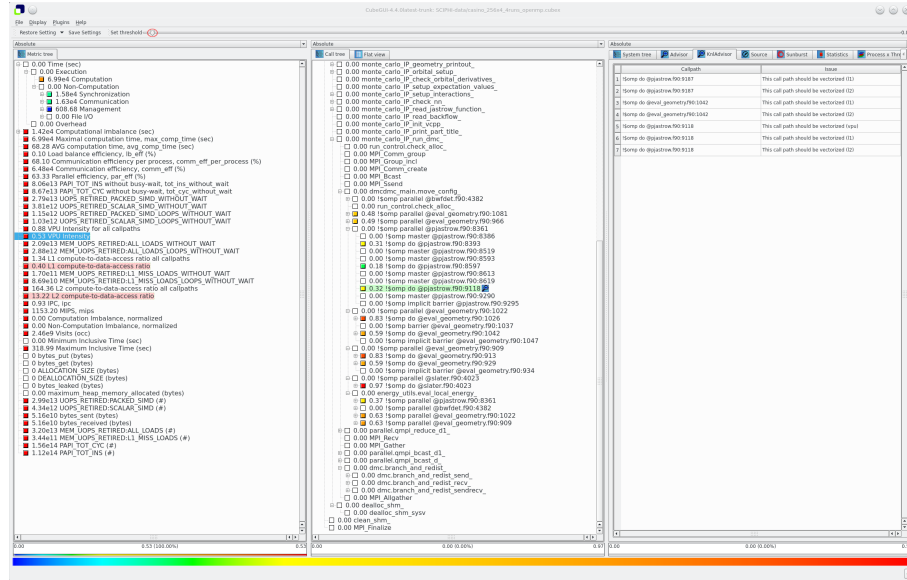 CubeGUI-4.4.0latest-trunk: SCIPHI-data/casino_256x4_druns_openmp.cubex
File Display Plugins Help
Restore Setting Save Settings Set threshold
Absolute
Metric tree
0.00 Time (sec)
0.00 Execution
6.99e4 Computation
0.00 Non-Computation
1.58e4 Synchronization
1.63e4 Communication
608.68 Management
0.00 File I/O
0.00 Overhead
1.42e4 Computational imbalance (sec)
6.99e4 Maximal computation time, max_comp_time (sec)
68.28 AVG computation time, avg_comp_time (sec)
0.10 Load balance efficiency, lb_eff (%)
68.10 Communication efficiency per process, comm_eff_per_process (%)
6.48e4 Communication efficiency, comm_eff (%)
63.33 Parallel efficiency, par_eff (%)
8.06e13 PAPI_TOT_INS without busy-wait, tot_ins_without_wait
8.67e13 PAPI_TOT_CYC without busy-wait, tot_cyc_without_wait
2.79e13 UOPS_RETIRED_PACKED_SIMD_WITHOUT_WAIT
3.81e12 UOPS_RETIRED_SCALAR_SIMD_WITHOUT_WAIT
1.15e12 UOPS_RETIRED_PACKED_SIMD_LOOPS_WITHOUT_WAIT
1.03e12 UOPS_RETIRED_SCALAR_SIMD_LOOPS_WITHOUT_WAIT
0.88 VPU Intensity for all callpaths
0.53 VPU Intensity
2.09e13 MEM_UOPS_RETIRED:ALL_LOADS_WITHOUT_WAIT
2.88e12 MEM_UOPS_RETIRED:ALL_LOADS_LOOPS_WITHOUT_WAIT
1.34 L1 compute-to-data-access ratio all callpaths
0.40 L1 compute-to-data-access ratio
1.70e11 MEM_UOPS_RETIRED:L1_MISS_LOADS_WITHOUT_WAIT
8.69e10 MEM_UOPS_RETIRED:L1_MISS_LOADS_LOOPS_WITHOUT_WAIT
164.36 L2 compute-to-data-access ratio all callpaths
13.22 L2 compute-to-data-access ratio
0.93 IPC, ipc
1153.20 MIPS, mips
0.00 Computation Imbalance, normalized
0.00 Non-Computation Imbalance, normalized
2.46e9 Visits (occ)
0.00 Minimum Inclusive Time (sec)
318.99 Maximum Inclusive Time (sec)
0 bytes_put (bytes)
0 bytes_get (bytes)
0 ALLOCATION_SIZE (bytes)
0 DEALLOCATION_SIZE (bytes)
0 bytes_leaked (bytes)
0.00 maximum_heap_memory_allocated (bytes)
2.99e13 UOPS_RETIRED:PACKED_SIMD (#)
4.34e12 UOPS_RETIRED:SCALAR_SIMD (#)
5.16e10 bytes_sent (bytes)
5.16e10 bytes_received (bytes)
3.20e13 MEM_UOPS_RETIRED:ALL_LOADS (#)
3.44e11 MEM_UOPS_RETIRED:L1_MISS_LOADS (#)
1.56e14 PAPI_TOT_CYC (#)
1.12e14 PAPI_TOT_INS (#)
0.00 0.53 (100.00%) 0.53
Absolute
Call tree Flat view
0.00 monte_carlo_IP_geometry_printout_
0.00 monte_carlo_IP_orbital_setup_
0.00 monte_carlo_IP_check_orbital_derivatives_
0.00 monte_carlo_IP_setup_expectation_values_
0.00 monte_carlo_IP_setup_interactions_
0.00 monte_carlo_IP_check_nn_
0.00 monte_carlo_IP_read_jastrow_function_
0.00 monte_carlo_IP_read_backflow_
0.00 monte_carlo_IP_init_vcpp_
0.00 monte_carlo_IP_print_part_title_
0.00 monte_carlo_IP_run_dmc_
0.00 run_control.check_alloc_
0.00 MPI_Comm_group
0.00 MPI_Group_incl
0.00 MPI_Comm_create
0.00 MPI_Bcast
0.00 MPI_Ssend
0.00 dmcdmc_main.move_config_
0.00 !$omp parallel @bwfdet.f90:4382
0.00 run_control.check_alloc_
0.48 !$omp parallel @eval_geometry.f90:1081
0.49 !$omp parallel @eval_geometry.f90:966
0.00 !$omp parallel @pjastrow.f90:8361
0.00 !$omp master @pjastrow.f90:8386
0.31 !$omp do @pjastrow.f90:8393
0.00 !$omp master @pjastrow.f90:8519
0.00 !$omp master @pjastrow.f90:8593
0.18 !$omp do @pjastrow.f90:8597
0.00 !$omp master @pjastrow.f90:8613
0.00 !$omp master @pjastrow.f90:8619
0.32 !$omp do @pjastrow.f90:9118
0.00 !$omp master @pjastrow.f90:9290
0.00 !$omp implicit barrier @pjastrow.f90:9295
0.00 !$omp parallel @eval_geometry.f90:1022
0.83 !$omp do @eval_geometry.f90:1026
0.00 !$omp barrier @eval_geometry.f90:1037
0.59 !$omp do @eval_geometry.f90:1042
0.00 !$omp implicit barrier @eval_geometry.f90:1047
0.00 !$omp parallel @eval_geometry.f90:909
0.83 !$omp do @eval_geometry.f90:913
0.59 !$omp do @eval_geometry.f90:929
0.00 !$omp implicit barrier @eval_geometry.f90:934
0.00 !$omp parallel @slater.f90:4023
0.97 !$omp do @slater.f90:4023
0.00 energy_utils.eval_local_energy_
0.37 !$omp parallel @pjastrow.f90:8361
0.00 !$omp parallel @bwfdet.f90:4382
0.63 !$omp parallel @eval_geometry.f90:1022
0.63 !$omp parallel @eval_geometry.f90:909
0.00 parallel.qmpi_reduce_d1_
0.00 MPI_Recv
0.00 MPI_Gather
0.00 parallel.qmpi_bcast_d1_
0.00 parallel.qmpi_bcast_d_
0.00 dmc.branch_and_redist_
0.00 dmc.branch_and_redist_send_
0.00 dmc.branch_and_redist_recv_
0.00 dmc.branch_and_redist_sendrecv_
0.00 MPI_Allgather
0.00 dealloc_shm_
0.00 dealloc_shm_sysv
0.00 clean_shm_
0.00 MPI_Finalize
0.00 0.00 (0.00%) 0.97
Absolute
System tree Advisor KnlAdvisor Source Sunburst Statistics Process x Thre
Callpath Issue
1 !$omp do @pjastrow.f90:9187 This call path should be vectorized (l1)
2 !$omp do @pjastrow.f90:9187 This call path should be vectorized (l2)
3 !$omp do @eval_geometry.f90:1042 This call path should be vectorized (l1)
4 !$omp do @eval_geometry.f90:1042 This call path should be vectorized (l2)
5 !$omp do @pjastrow.f90:9118 This call path should be vectorized (vpu)
6 !$omp do @pjastrow.f90:9118 This call path should be vectorized (l1)
7 !$omp do @pjastrow.f90:9118 This call path should be vectorized (l2)
0.00 0.00 (0.00%)